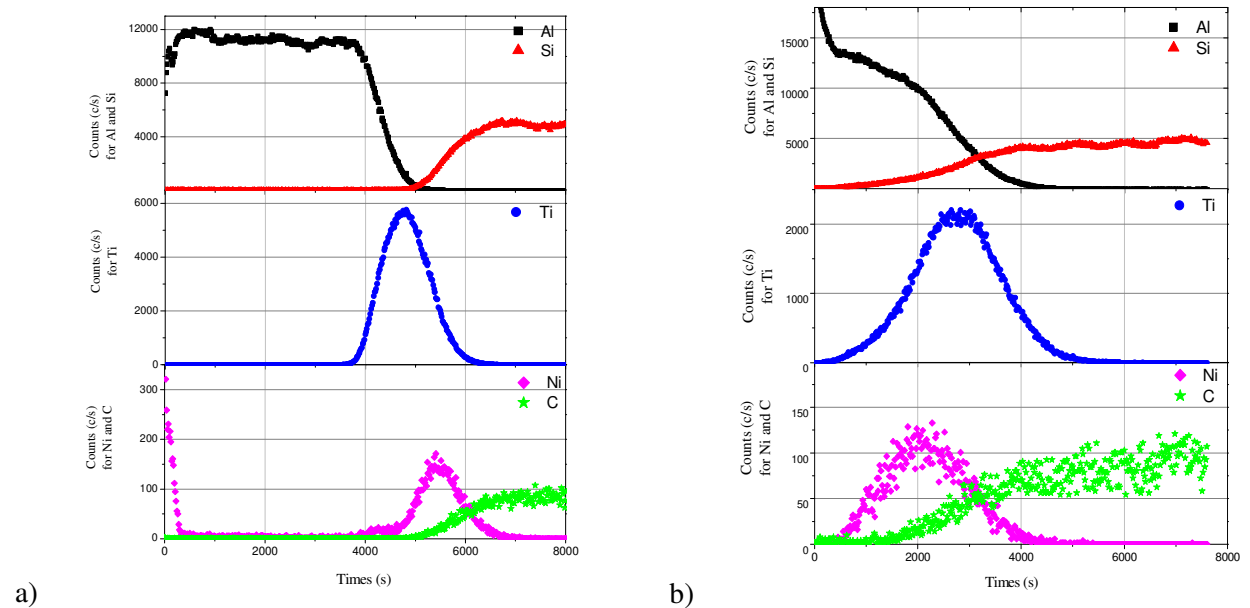 12000
8000
4000
0
Counts (c/s)
for Al and Si
Al
Si
6000
4000
2000
0
Counts (c/s)
for Ti
Ti
300
200
100
0
Counts (c/s)
for Ni and C
Ni
C
0 2000 4000 6000 8000
Times (s)
a)
15000
10000
5000
0
Counts (c/s)
for Al and Si
Al
Si
2000
1000
0
Counts (c/s)
for Ti
Ti
150
100
50
0
Counts (c/s)
for Ni and C
Ni
C
0 2000 4000 6000 8000
Times (s)
b)